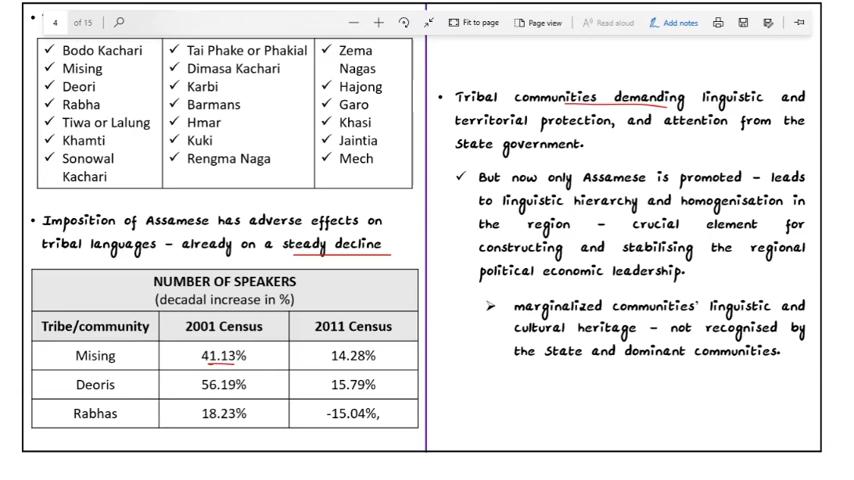 4 of 15
Fit to page
Page view
Read aloud
Add notes
✓ Bodo Kachari
✓ Mising
✓ Deori
✓ Rabha
✓ Tiwa or Lalung
✓ Khamti
✓ Sonowal
Kachari
✓ Tai Phake or Phakial
✓ Dimasa Kachari
✓ Karbi
✓ Barmans
✓ Hmar
✓ Kuki
✓ Rengma Naga
✓ Zema
Nagas
✓ Hajong
✓ Garo
✓ Khasi
✓ Jaintia
✓ Mech
• Imposition of Assamese has adverse effects on
tribal languages – already on a steady decline
NUMBER OF SPEAKERS
(decadal increase in %)
Tribe/community 2001 Census 2011 Census
Mising 41.13% 14.28%
Deoris 56.19% 15.79%
Rabhas 18.23% -15.04%,
• Tribal communities demanding linguistic and
territorial protection, and attention from the
State government.
✓ But now only Assamese is promoted – leads
to linguistic hierarchy and homogenisation in
the region – crucial element for
constructing and stabilising the regional
political economic leadership.
➢ marginalized communities' linguistic and
cultural heritage – not recognised by
the State and dominant communities.